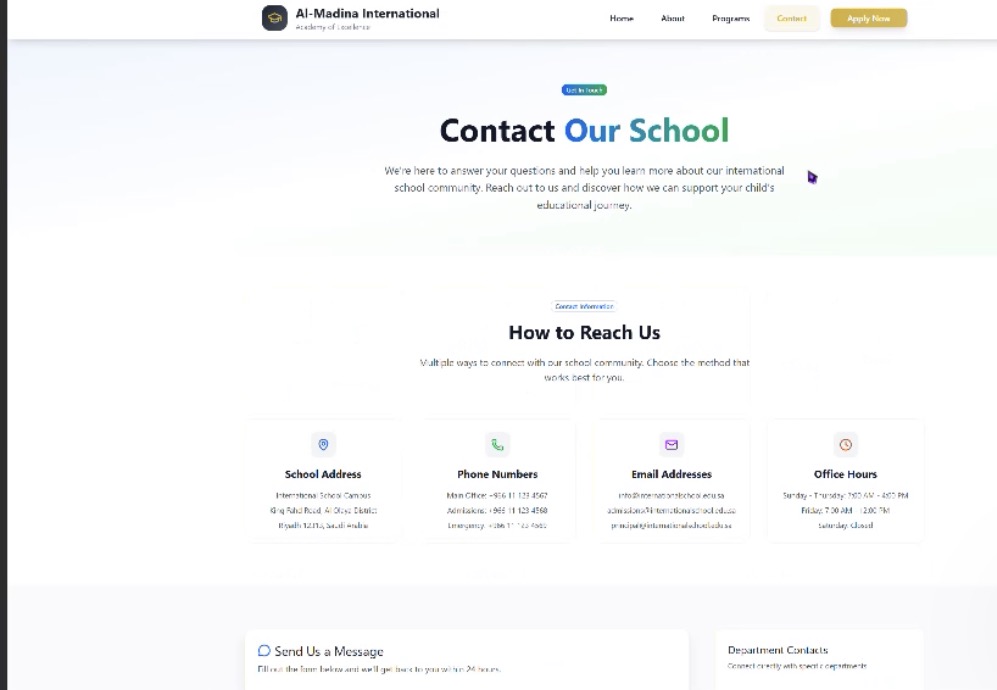 Al-Madina International
Academy of Excellence
Home
About
Programs
Contact
Apply Now
Get In Touch
Contact Our School
We're here to answer your questions and help you learn more about our international
school community. Reach out to us and discover how we can support your child's
educational journey.
Contact Information
How to Reach Us
Multiple ways to connect with our school community. Choose the method that
works best for you.
School Address
International School Campus
King Fahd Road, Al Olaya District
Riyadh 12313, Saudi Arabia
Phone Numbers
Main Office: +966 11 123 4567
Admissions: +966 11 123 4568
Emergency: +966 11 123 4569
Email Addresses
info@internationalschool.edu.sa
admissions@internationalschool.edu.sa
principal@internationalschool.edu.sa
Office Hours
Sunday - Thursday: 7:00 AM - 4:00 PM
Friday: 7:00 AM - 12:00 PM
Saturday: Closed
Send Us a Message
Fill out the form below and we'll get back to you within 24 hours.
Department Contacts
Connect directly with specific departments